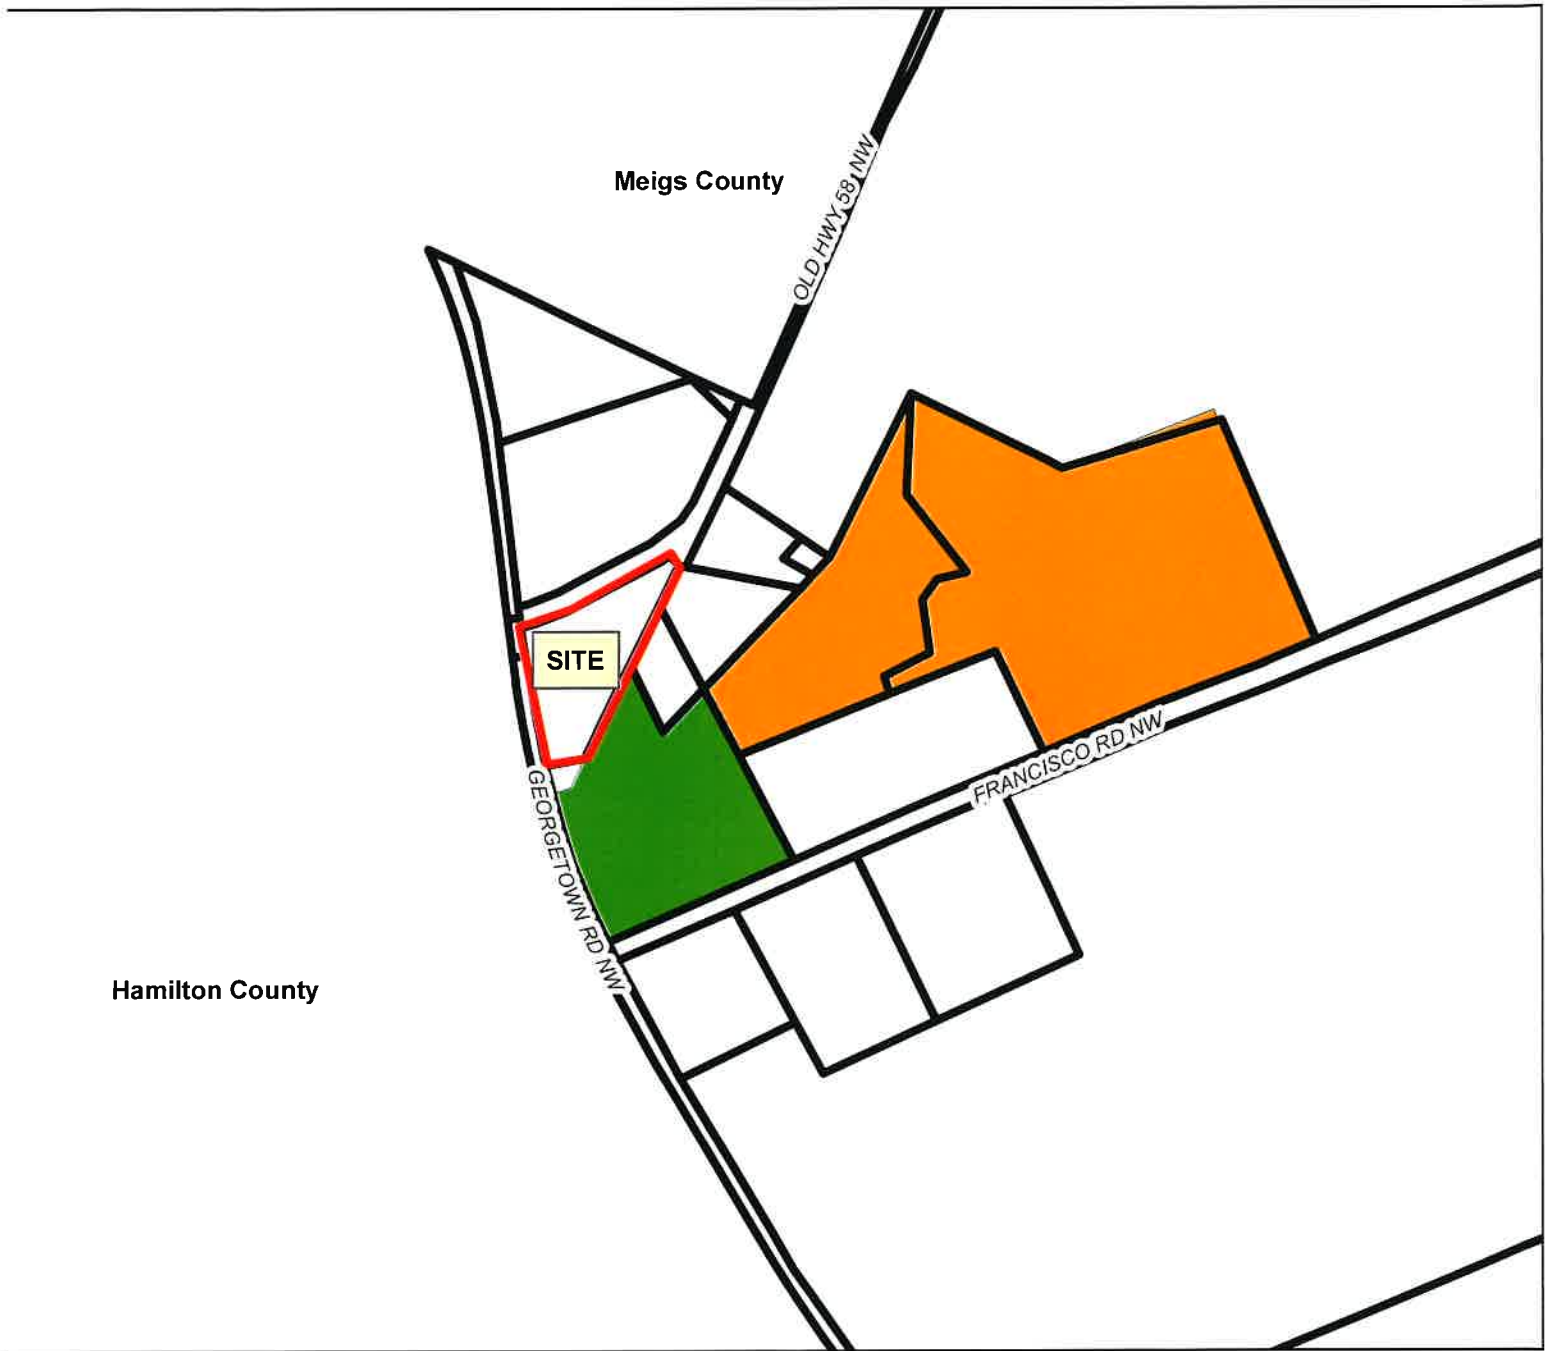 Meigs County
OLD HWY 58 NW
SITE
FRANCISCO RD NW
GEORGETOWN RD NW
Hamilton County